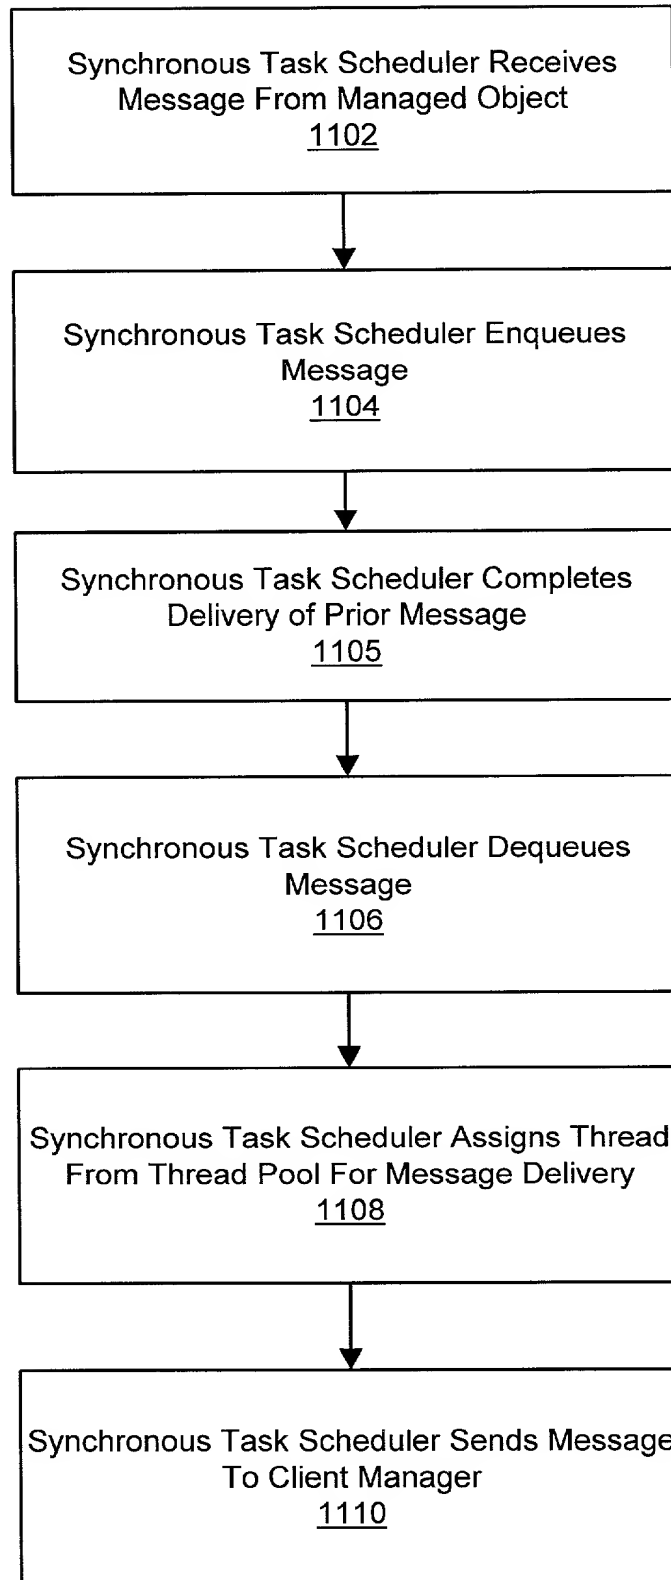 Synchronous Task Scheduler Receives
Message From Managed Object
1102
Synchronous Task Scheduler Enqueues
Message
1104
Synchronous Task Scheduler Completes
Delivery of Prior Message
1105
Synchronous Task Scheduler Dequeues
Message
1106
Synchronous Task Scheduler Assigns Thread
From Thread Pool For Message Delivery
1108
Synchronous Task Scheduler Sends Message
To Client Manager
1110